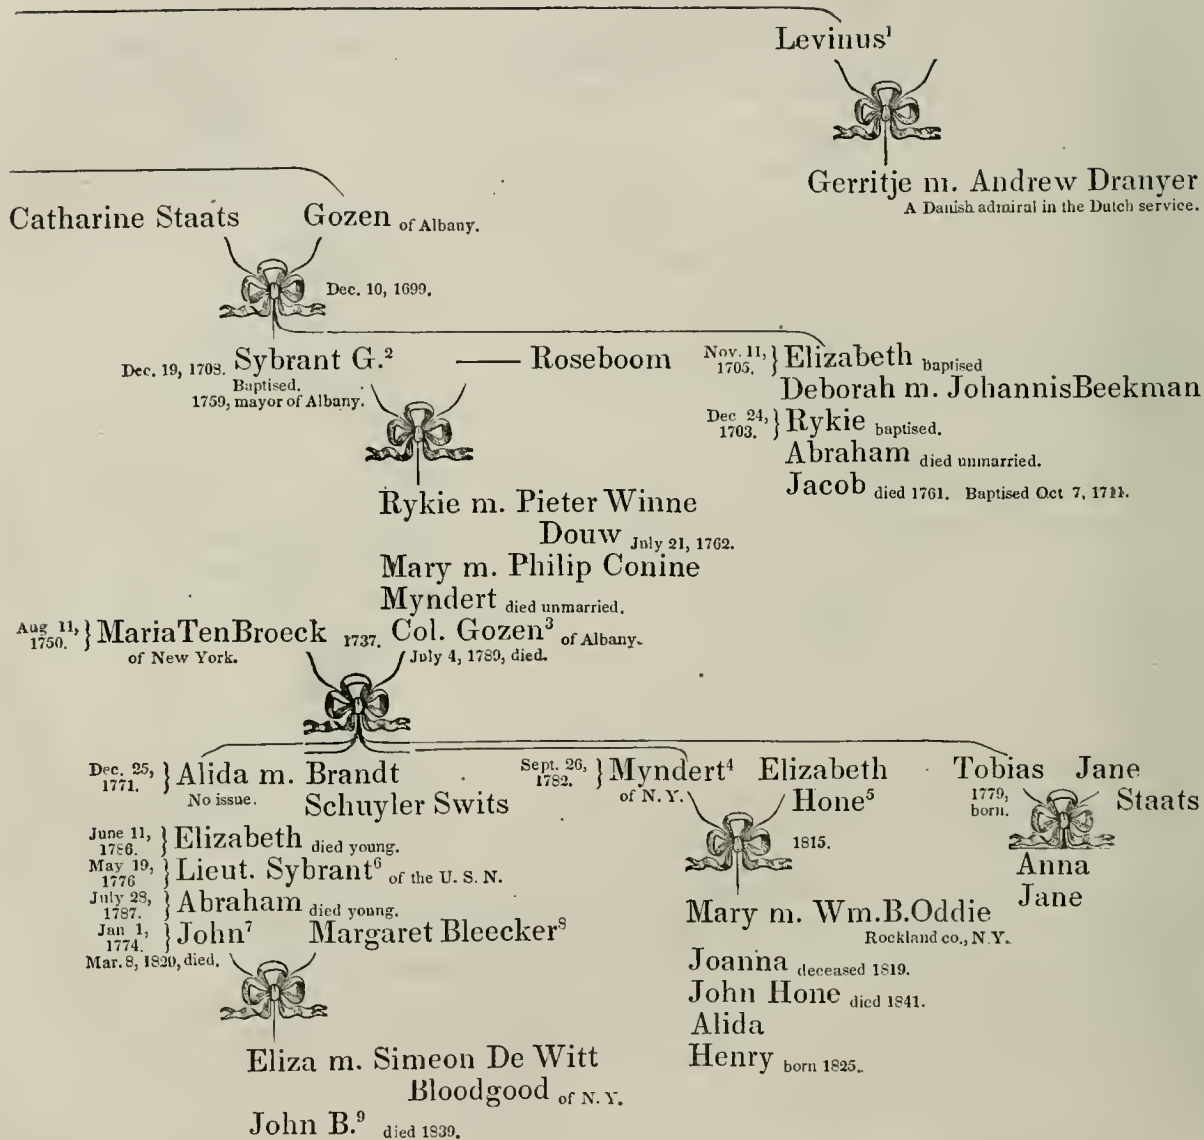 Levinus¹
Gerritje m. Andrew Dranyer
A Danish admiral in the Dutch service.
Catharine Staats Gozen of Albany.
Dec. 10, 1699.
Dec. 19, 1708. Sybrant G.² —— Roseboom
Baptised.
1759, mayor of Albany.
Nov. 11, 1705. } Elizabeth baptised
Deborah m. Johannis Beekman
Dec 24, 1703. } Rykie baptised.
Abraham died unmarried.
Jacob died 1761. Baptised Oct 7, 1711.
Rykie m. Pieter Winne
Douw July 21, 1762.
Mary m. Philip Conine
Myndert died unmarried.
Aug 11, 1750. } Maria Ten Broeck 1737. Col. Gozen³ of Albany.
of New York. July 4, 1789, died.
Dec. 25, 1771. } Alida m. Brandt
No issue. Schuyler Swits
June 11, 1786. } Elizabeth died young.
May 19, 1776 } Lieut. Sybrant⁶ of the U. S. N.
July 28, 1787. } Abraham died young.
Jan 1, 1774. } John⁷ Margaret Bleecker⁸
Mar. 8, 1820, died.
Eliza m. Simeon De Witt
Bloodgood of N. Y.
John B.⁹ died 1839.
Sept. 26, 1782. } Myndert⁴ Elizabeth
of N. Y. Hone⁵
1815.
Mary m. Wm. B. Oddie
Rockland co., N. Y.
Joanna deceased 1819.
John Hone died 1841.
Alida
Henry born 1825.
Tobias Jane
1779, born. Staats
Anna
Jane